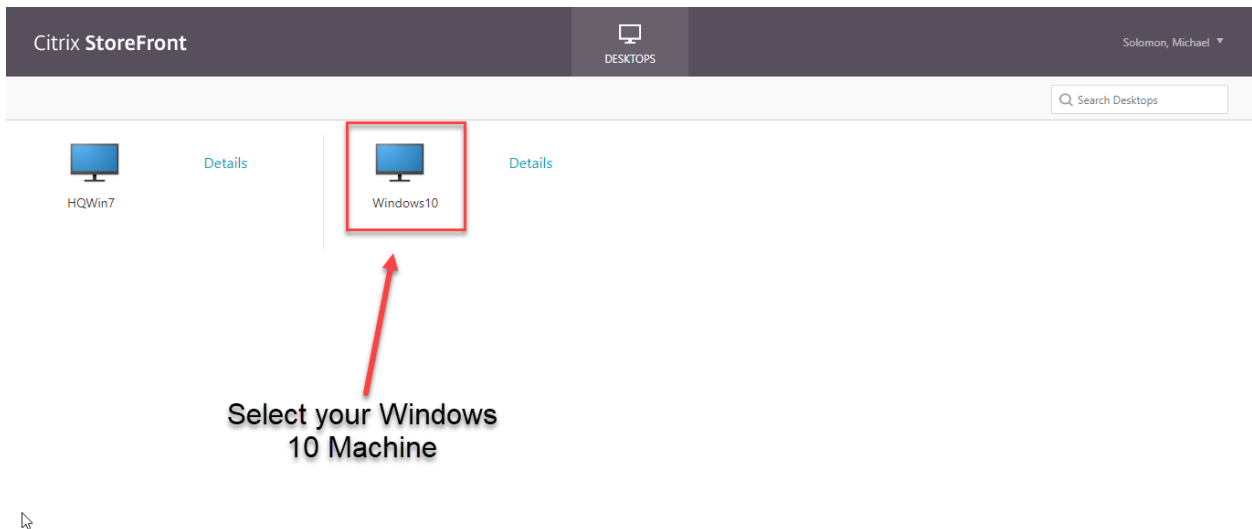 Citrix StoreFront
DESKTOPS
Solomon, Michael
Search Desktops
HQWin7
Details
Windows10
Details
Select your Windows
10 Machine